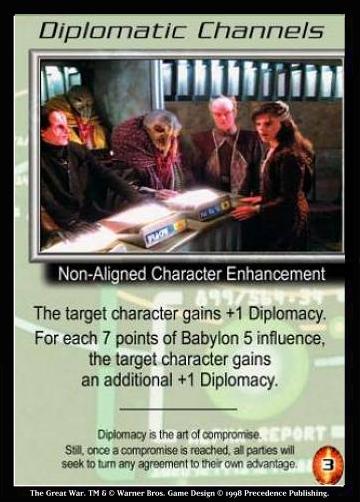 Diplomatic Channels
Non-Aligned Character Enhancement
The target character gains +1 Diplomacy.
For each 7 points of Babylon 5 influence,
the target character gains
an additional +1 Diplomacy.
Diplomacy is the art of compromise.
Still, once a compromise is reached, all parties will
seek to turn any agreement to their own advantage.
3
The Great War. TM & © Warner Bros. Game Design © 1998 Precedence Publishing.